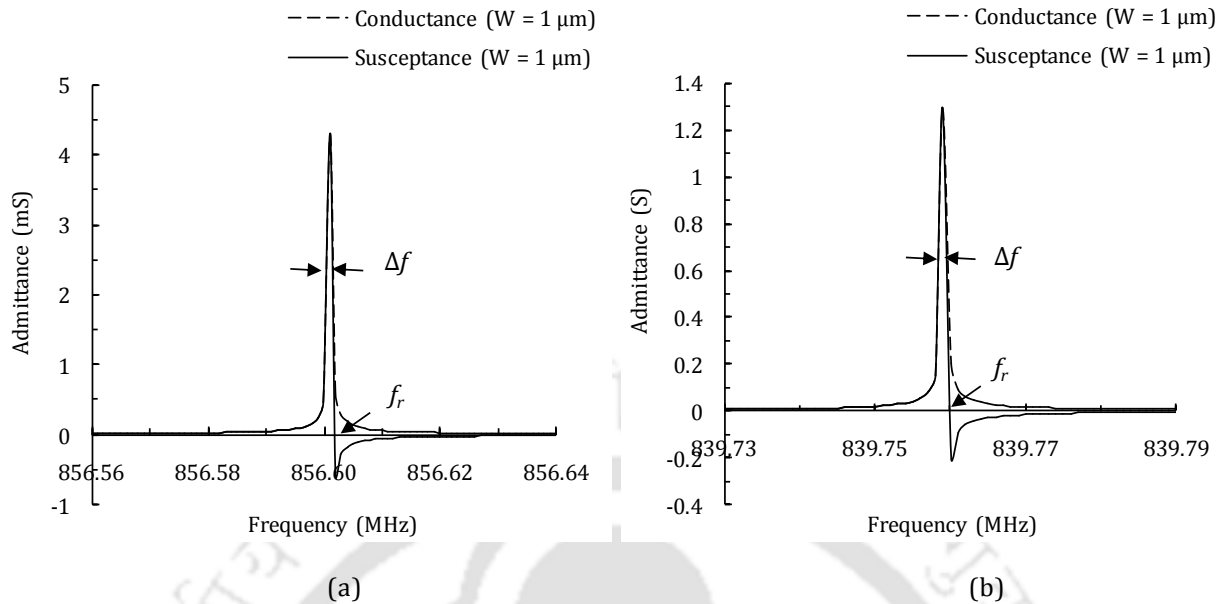 Conductance (W = 1 µm)
Susceptance (W = 1 µm)
5
4
3
2
1
0
-1
Admittance (mS)
Δf
fr
856.56
856.58
856.60
856.62
856.64
Frequency (MHz)
(a)
Conductance (W = 1 µm)
Susceptance (W = 1 µm)
1.4
1.2
1
0.8
0.6
0.4
0.2
0
-0.2
-0.4
Admittance (S)
Δf
fr
839.73
839.75
839.77
839.79
Frequency (MHz)
(b)